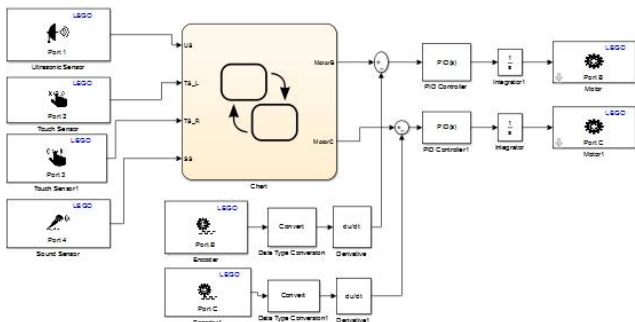 LEGO
Port 1
Ultrasonic Sensor
LEGO
Port 2
Touch Sensor
LEGO
Port 3
Touch Sensor1
LEGO
Port 4
Sound Sensor
US
TS_L
TS_R
SS
MotorB
MotorC
Chart
PID(s)
PID Controller
1
s
Integrator1
LEGO
Port B
Motor
PID(s)
PID Controller1
1
s
Integrator
LEGO
Port C
Motor1
LEGO
Port B
Encoder
Convert
Data Type Conversion
du/dt
Derivative
LEGO
Port C
Convert
Data Type Conversion1
du/dt
Derivative1